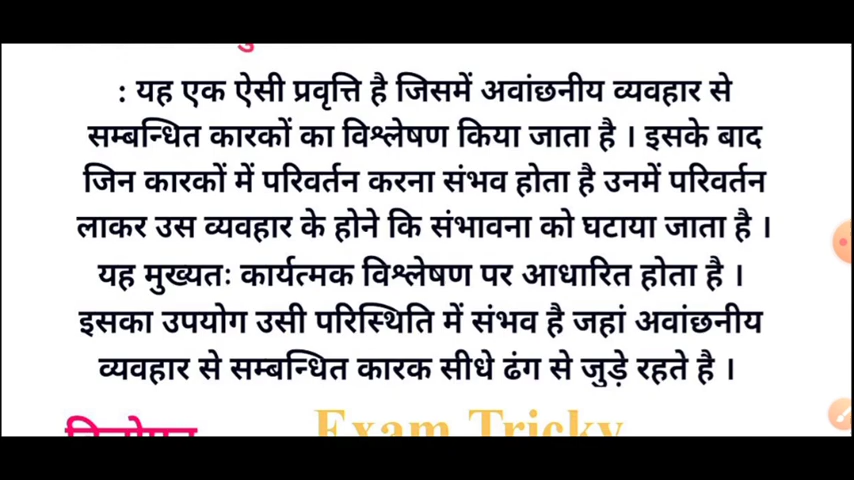 : यह एक ऐसी प्रवृत्ति है जिसमें अवांछनीय व्यवहार से
सम्बन्धित कारकों का विश्लेषण किया जाता है । इसके बाद
जिन कारकों में परिवर्तन करना संभव होता है उनमें परिवर्तन
लाकर उस व्यवहार के होने कि संभावना को घटाया जाता है ।
यह मुख्यतः कार्यत्मक विश्लेषण पर आधारित होता है ।
इसका उपयोग उसी परिस्थिति में संभव है जहां अवांछनीय
व्यवहार से सम्बन्धित कारक सीधे ढंग से जुड़े रहते है ।
Exam Tricky